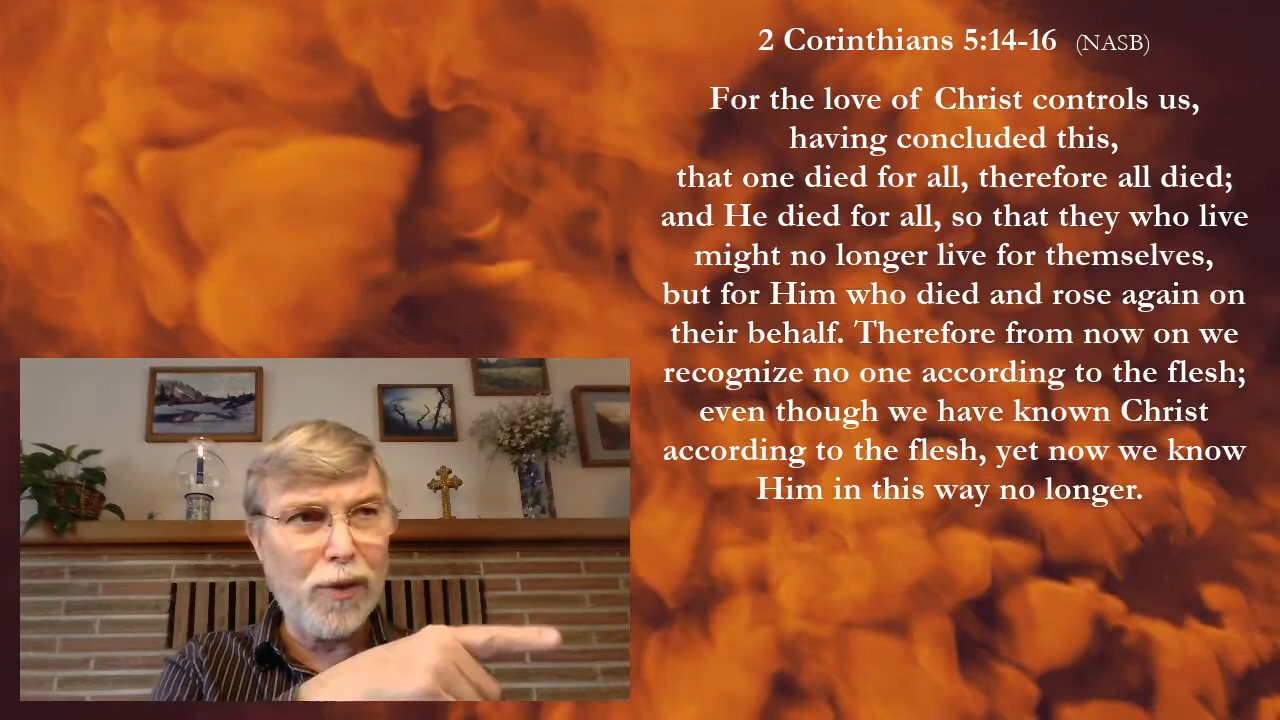 2 Corinthians 5:14-16 (NASB)
For the love of Christ controls us,
having concluded this,
that one died for all, therefore all died;
and He died for all, so that they who live
might no longer live for themselves,
but for Him who died and rose again on
their behalf. Therefore from now on we
recognize no one according to the flesh;
even though we have known Christ
according to the flesh, yet now we know
Him in this way no longer.